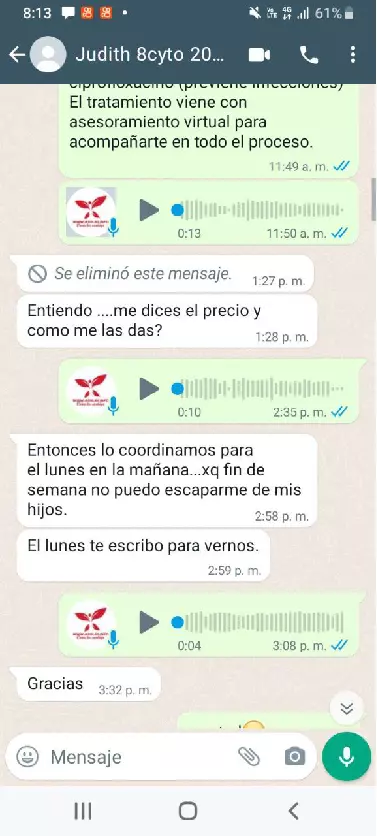 8:13
4G
61%
Judith 8cyto 20...
ciprofloxacino (previene infecciones)
El tratamiento viene con
asesoramiento virtual para
acompañarte en todo el proceso.
11:49 a. m.
0:13
11:50 a. m.
Se eliminó este mensaje.
1:27 p. m.
Entiendo ....me dices el precio y
como me las das?
1:28 p. m.
0:10
2:35 p. m.
Entonces lo coordinamos para
el lunes en la mañana...xq fin de
semana no puedo escaparme de mis
hijos.
2:58 p. m.
El lunes te escribo para vernos.
2:59 p. m.
0:04
3:08 p. m.
Gracias
3:32 p. m.
Mensaje